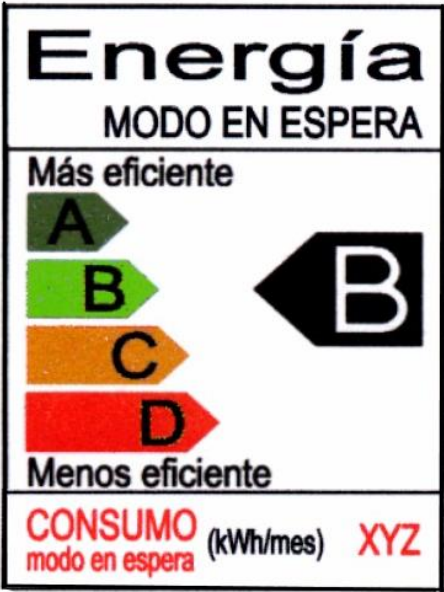 Energía
MODO EN ESPERA
Más eficiente
A
B
B
C
D
Menos eficiente
CONSUMO
modo en espera (kWh/mes) XYZ